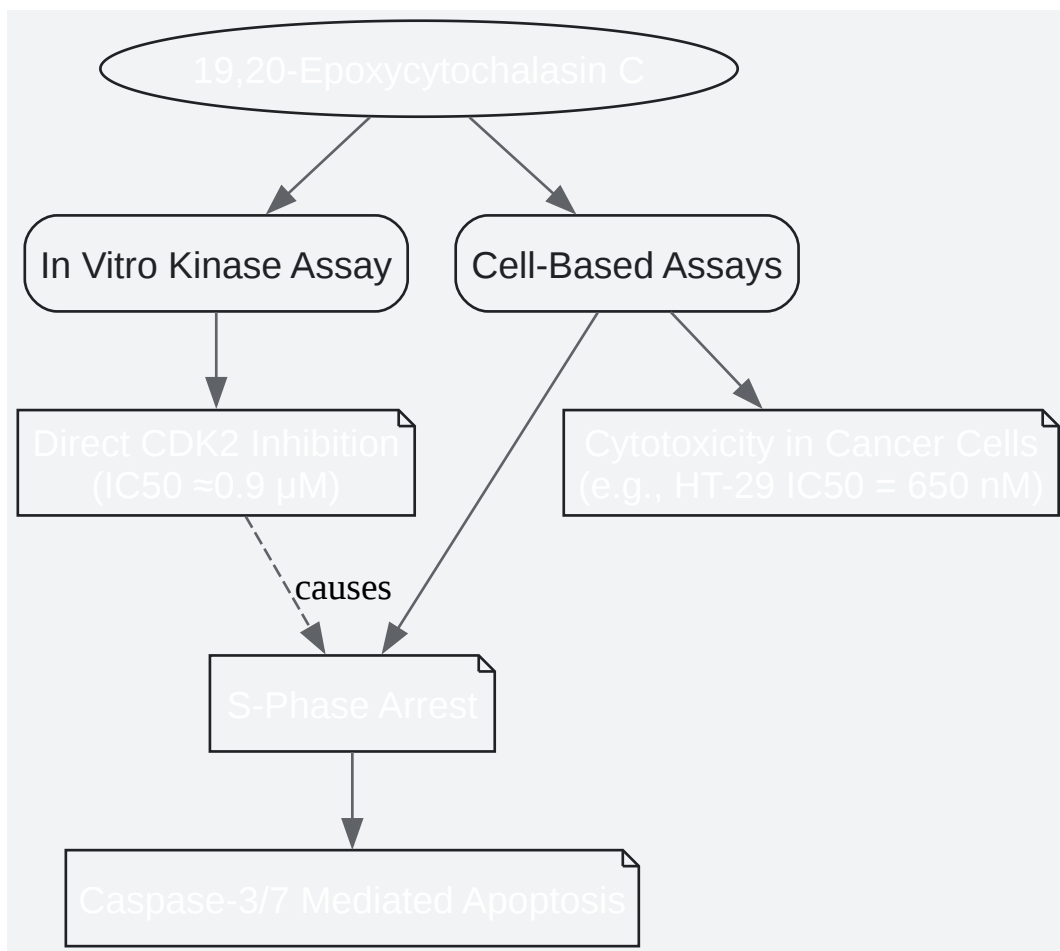 19,20-Epoxycytochalasin C
In Vitro Kinase Assay
Cell-Based Assays
Direct CDK2 Inhibition
(IC50 ≈0.9 μM)
Cytotoxicity in Cancer Cells
(e.g., HT-29 IC50 = 650 nM)
causes
S-Phase Arrest
Caspase-3/7 Mediated Apoptosis